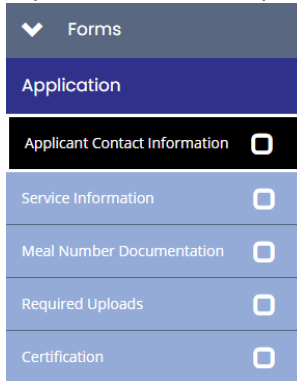 Forms
Application
Applicant Contact Information
Service Information
Meal Number Documentation
Required Uploads
Certification